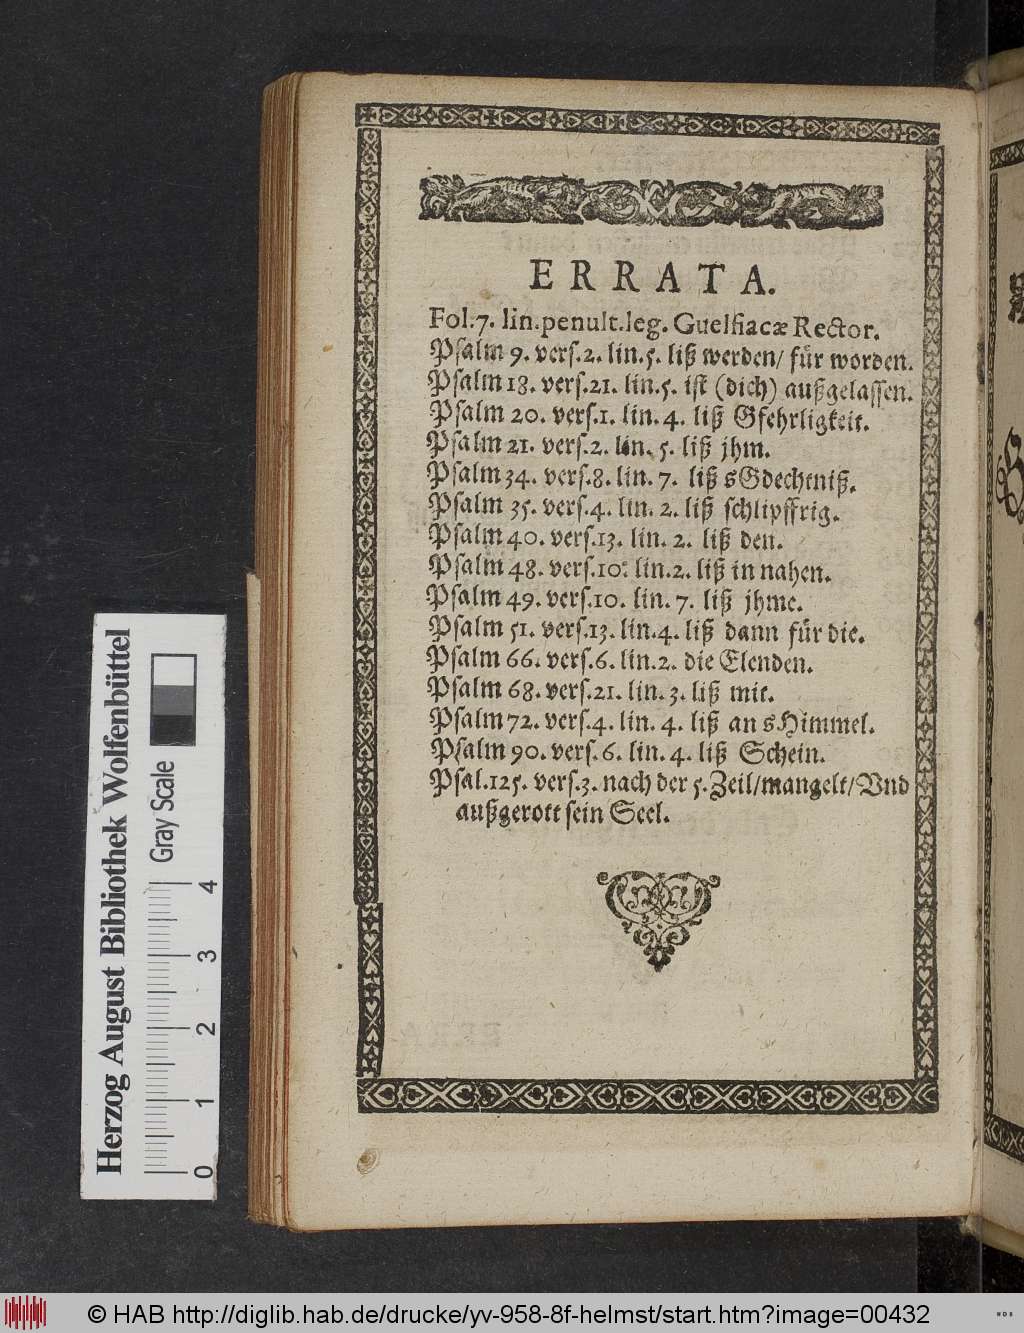 ERRATA.
Fol.7. lin.penult.leg. Guelfiacæ Rector.
Psalm 9. vers.2. lin.5. liß werden/ für worden.
Psalm 18. vers.21. lin.5. ist (dich) außgelassen.
Psalm 20. vers.1. lin. 4. liß Gfehrligkeit.
Psalm 21. vers.2. lin. 5. liß jhm.
Psalm 34. vers.8. lin. 7. liß sGdechtniß.
Psalm 35. vers.4. lin. 2. liß schlipffrig.
Psalm 40. vers.13. lin. 2. liß den.
Psalm 48. vers.10. lin.2. liß in nahen.
Psalm 49. vers.10. lin. 7. liß jhme.
Psalm 51. vers.13. lin.4. liß dann für die.
Psalm 66. vers.6. lin.2. die Elenden.
Psalm 68. vers.21. lin. 3. liß mit.
Psalm 72. vers.4. lin. 4. liß an sHimmel.
Psalm 90. vers.6. lin. 4. liß Schein.
Psal.125. vers.3. nach der 5. Zeil/mangelt/Vnd
außgerott sein Seel.
Herzog August Bibliothek Wolfenbüttel
Gray Scale
0 1 2 3 4
© HAB http://diglib.hab.de/drucke/yv-958-8f-helmst/start.htm?image=00432